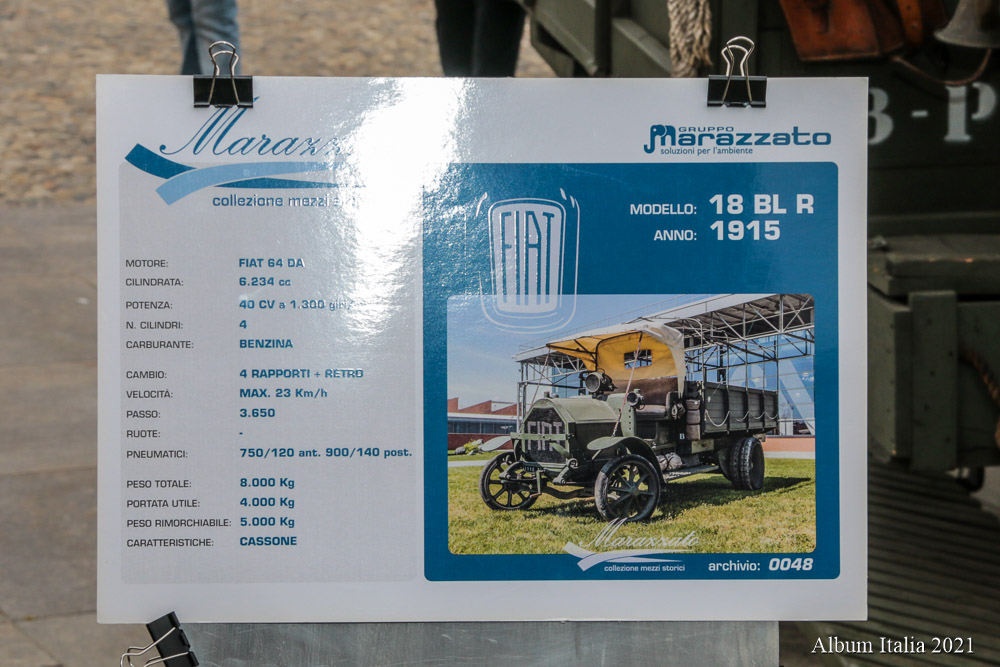 collezione mezzi
GRUPPO
marazzato
soluzioni per l'ambiente
FIAT
MODELLO: 18 BL R
ANNO: 1915
MOTORE: FIAT 64 DA
CILINDRATA: 6.234 cc
POTENZA: 40 CV a 1.300 giri/
N. CILINDRI: 4
CARBURANTE: BENZINA
CAMBIO: 4 RAPPORTI + RETRO
VELOCITÀ: MAX. 23 Km/h
PASSO: 3.650
RUOTE: -
PNEUMATICI: 750/120 ant. 900/140 post.
PESO TOTALE: 8.000 Kg
PORTATA UTILE: 4.000 Kg
PESO RIMORCHIABILE: 5.000 Kg
CARATTERISTICHE: CASSONE
FIAT
Marazzato
collezione mezzi storici
archivio: 0048
Album Italia 2021